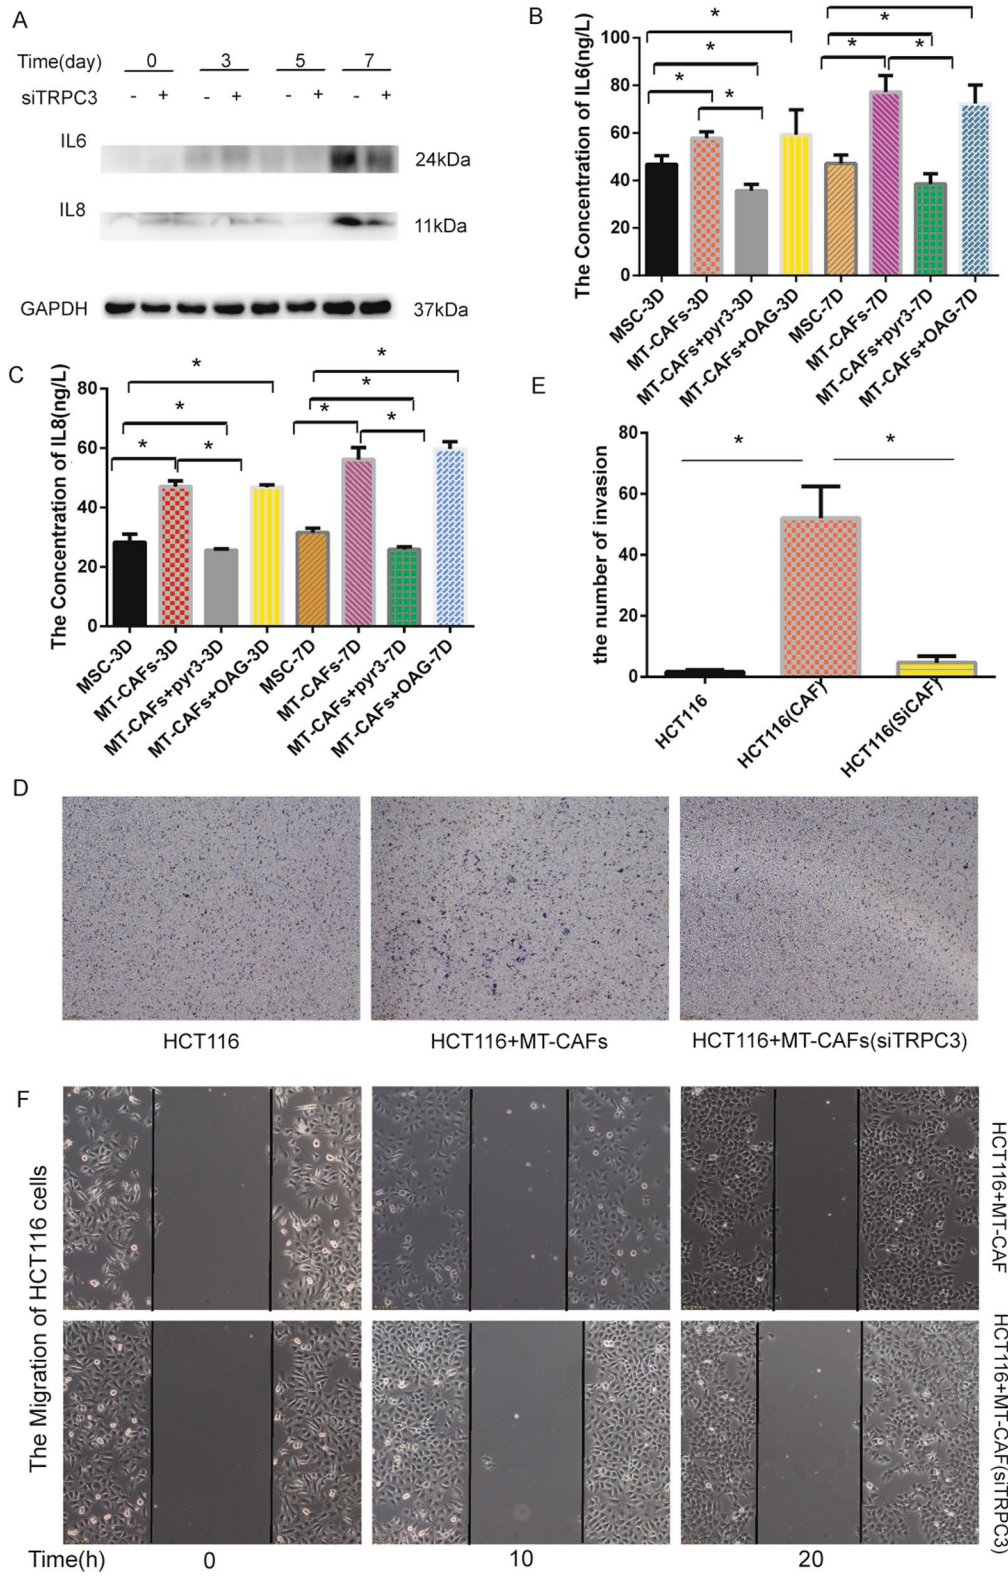 A
Time(day) 0 3 5 7
siTRPC3 - + - + - + - +
IL6 24kDa
IL8 11kDa
GAPDH 37kDa
B
The Concentration of IL6(ng/L)
100
80
60
40
20
0
* * * * * * * *
MSC-3D
MT-CAFs-3D
MT-CAFs+pyr3-3D
MT-CAFs+OAG-3D
MSC-7D
MT-CAFs-7D
MT-CAFs+pyr3-7D
MT-CAFs+OAG-7D
C
The Concentration of IL8(ng/L)
80
60
40
20
0
* * * * * * * *
MSC-3D
MT-CAFs-3D
MT-CAFs+pyr3-3D
MT-CAFs+OAG-3D
MSC-7D
MT-CAFs-7D
MT-CAFs+pyr3-7D
MT-CAFs+OAG-7D
E
the number of invasion
80
60
40
20
0
* *
HCT116
HCT116(CAF)
HCT116(SiCAF)
D
HCT116
HCT116+MT-CAFs
HCT116+MT-CAFs(siTRPC3)
F
The Migration of HCT116 cells
HCT116+MT-CAF
HCT116+MT-CAF(siTRPC3)
Time(h) 0 10 20